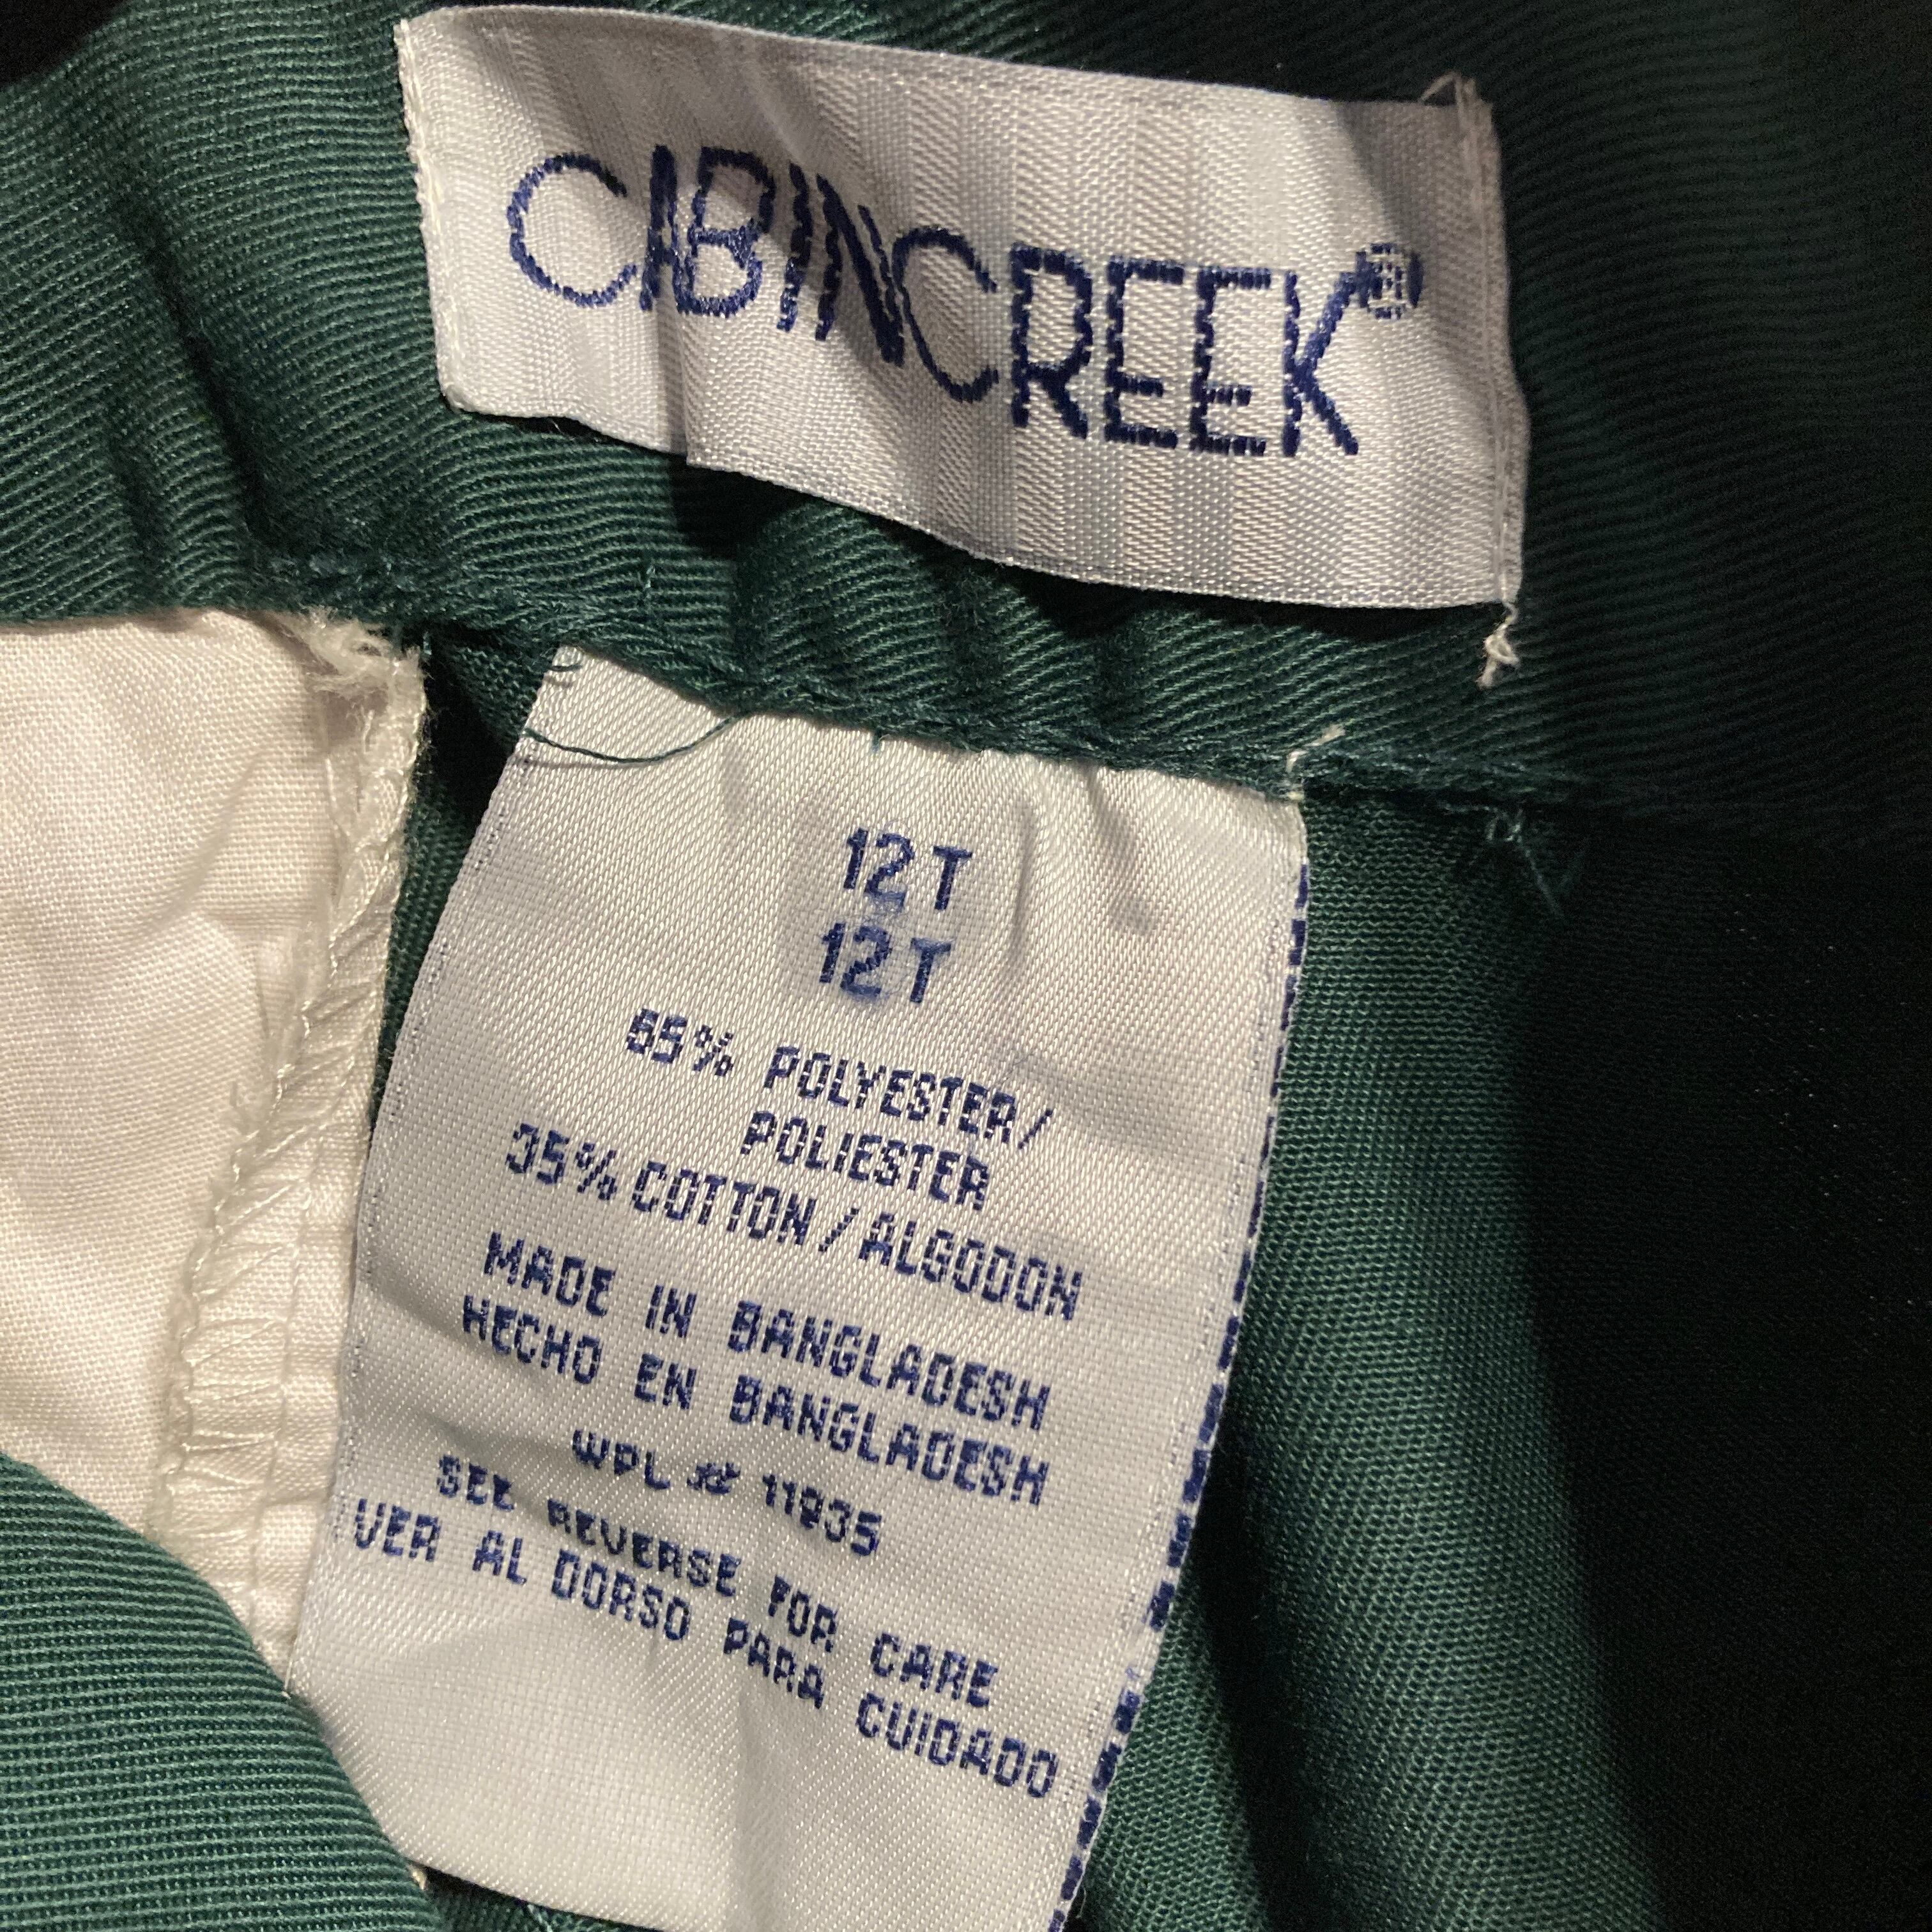 CABINCREEK®
12T
12T
65% POLYESTER/
POLIESTER
35% COTTON/ALGODON
MADE IN BANGLADESH
HECHO EN BANGLADESH
WPL # 11935
SEE REVERSE FOR CARE
VER AL DORSO PARA CUIDADO